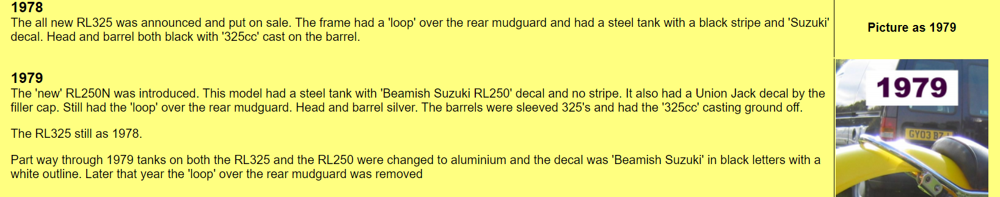 1978
The all new RL325 was announced and put on sale. The frame had a 'loop' over the rear mudguard and had a steel tank with a black stripe and 'Suzuki'
decal. Head and barrel both black with '325cc' cast on the barrel.
Picture as 1979
1979
The 'new' RL250N was introduced. This model had a steel tank with 'Beamish Suzuki RL250' decal and no stripe. It also had a Union Jack decal by the
filler cap. Still had the 'loop' over the rear mudguard. Head and barrel silver. The barrels were sleeved 325's and had the '325cc' casting ground off.
The RL325 still as 1978.
Part way through 1979 tanks on both the RL325 and the RL250 were changed to aluminium and the decal was 'Beamish Suzuki' in black letters with a
white outline. Later that year the 'loop' over the rear mudguard was removed
1979
GY03